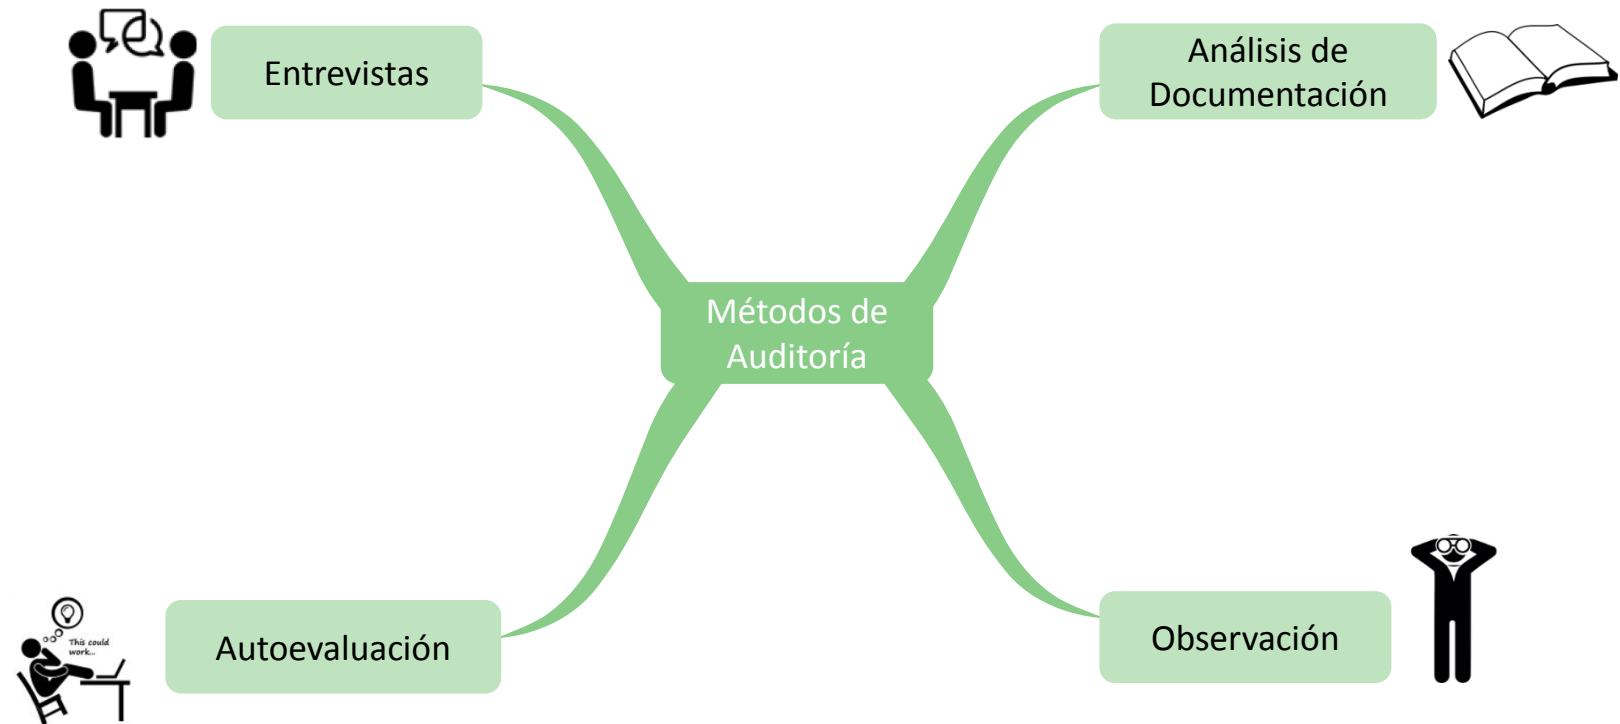 Entrevistas
Análisis de
Documentación
Métodos de
Auditoría
This could
work...
Autoevaluación
Observación